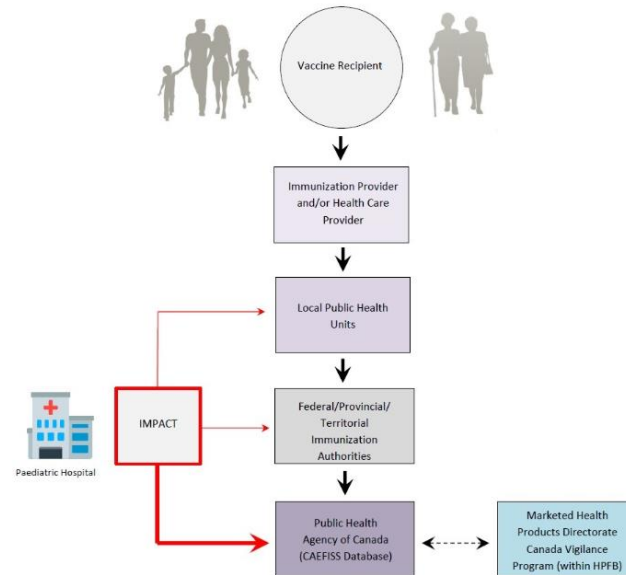 Vaccine Recipient
Immunization Provider
and/or Health Care
Provider
Local Public Health
Units
IMPACT
Paediatric Hospital
Federal/Provincial/
Territorial
Immunization
Authorities
Public Health
Agency of Canada
(CAEFISS Database)
Marketed Health
Products Directorate
Canada Vigilance
Program (within HPFB)